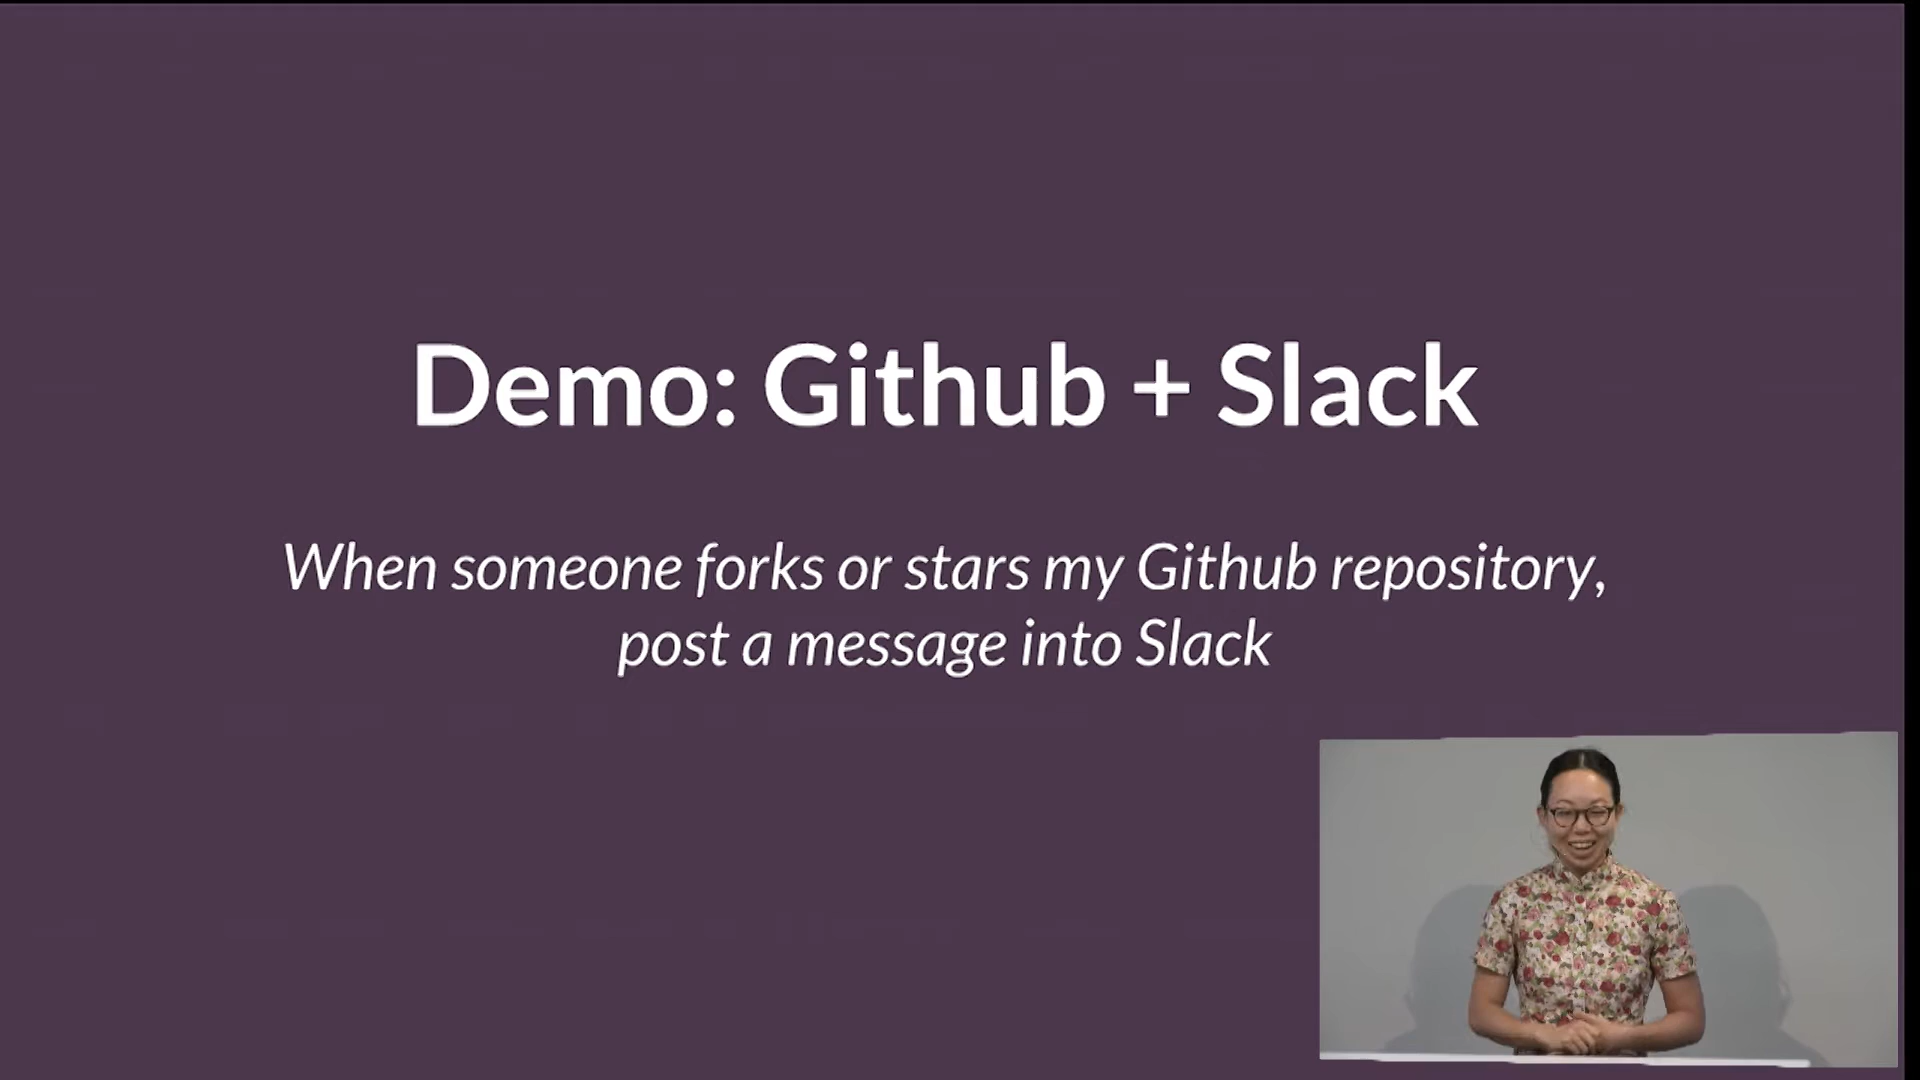 Demo: Github + Slack
When someone forks or stars my Github repository,
post a message into Slack